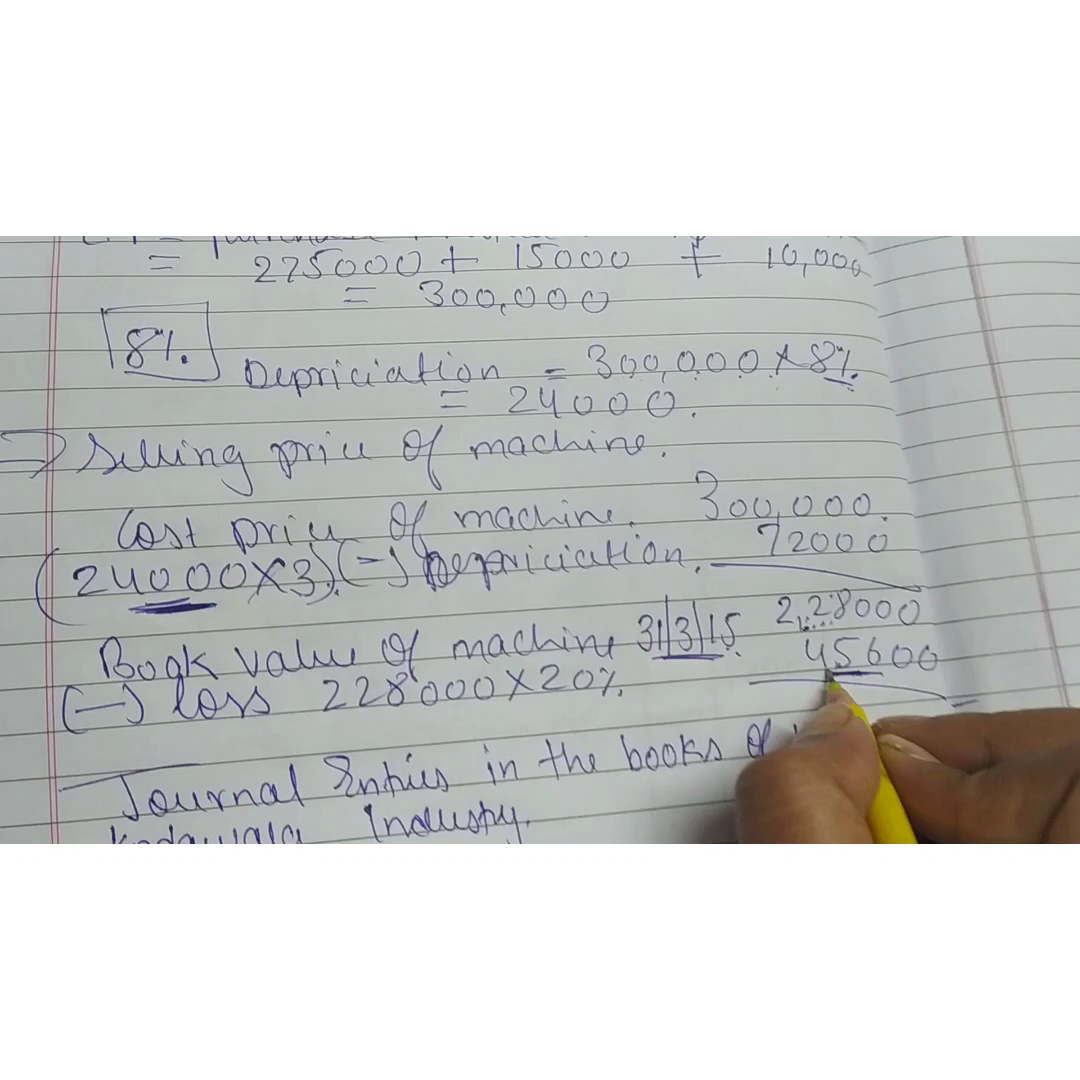 = 275000 + 15000 + 10,000
= 300,000
8%.
Depriciation = 300,000 × 8%.
= 24000.
⇒ Selling price of machine.
Cost price of machine. 300,000.
(24000×3). (–) Depriciation. 72000
Book value of machine 31/3/15. 2,28000
(–) loss 228000×20%. 45600
Journal Entries in the books of
Industry.